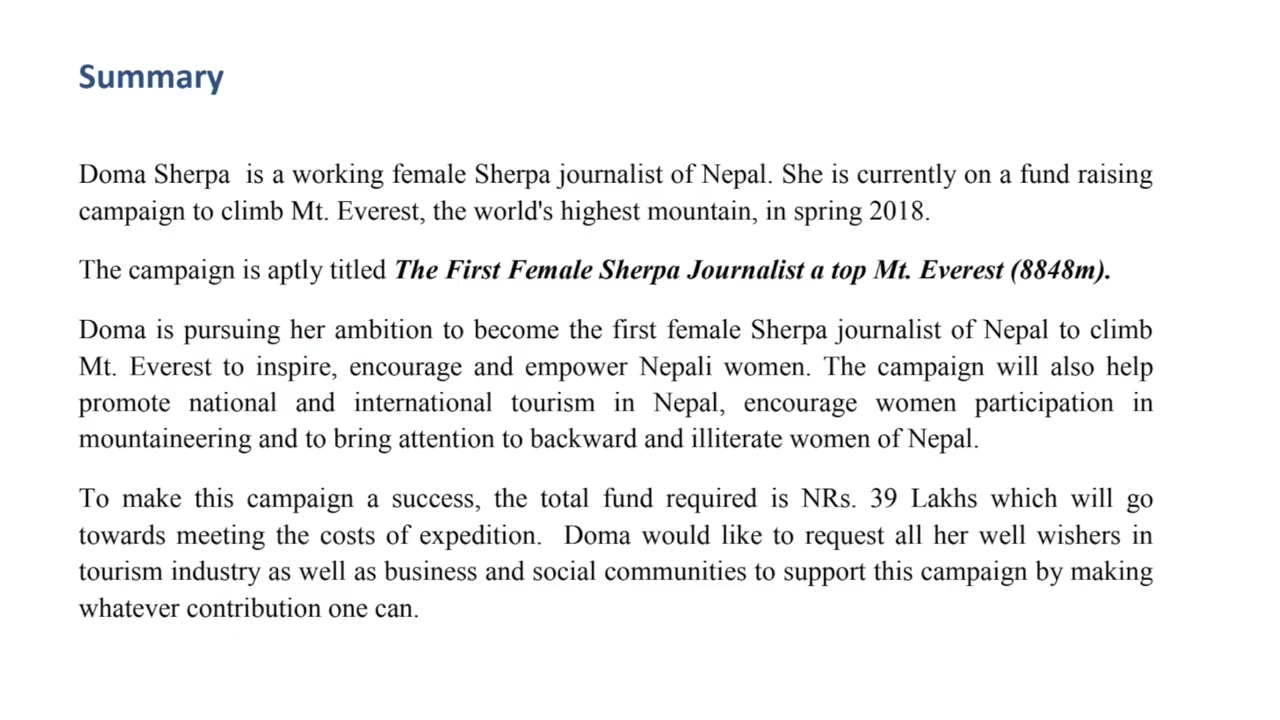 Summary
Doma Sherpa  is a working female Sherpa journalist of Nepal. She is currently on a fund raising
campaign to climb Mt. Everest, the world's highest mountain, in spring 2018.
The campaign is aptly titled The First Female Sherpa Journalist a top Mt. Everest (8848m).
Doma is pursuing her ambition to become the first female Sherpa journalist of Nepal to climb
Mt. Everest to inspire, encourage and empower Nepali women. The campaign will also help
promote national and international tourism in Nepal, encourage women participation in
mountaineering and to bring attention to backward and illiterate women of Nepal.
To make this campaign a success, the total fund required is NRs. 39 Lakhs which will go
towards meeting the costs of expedition.  Doma would like to request all her well wishers in
tourism industry as well as business and social communities to support this campaign by making
whatever contribution one can.